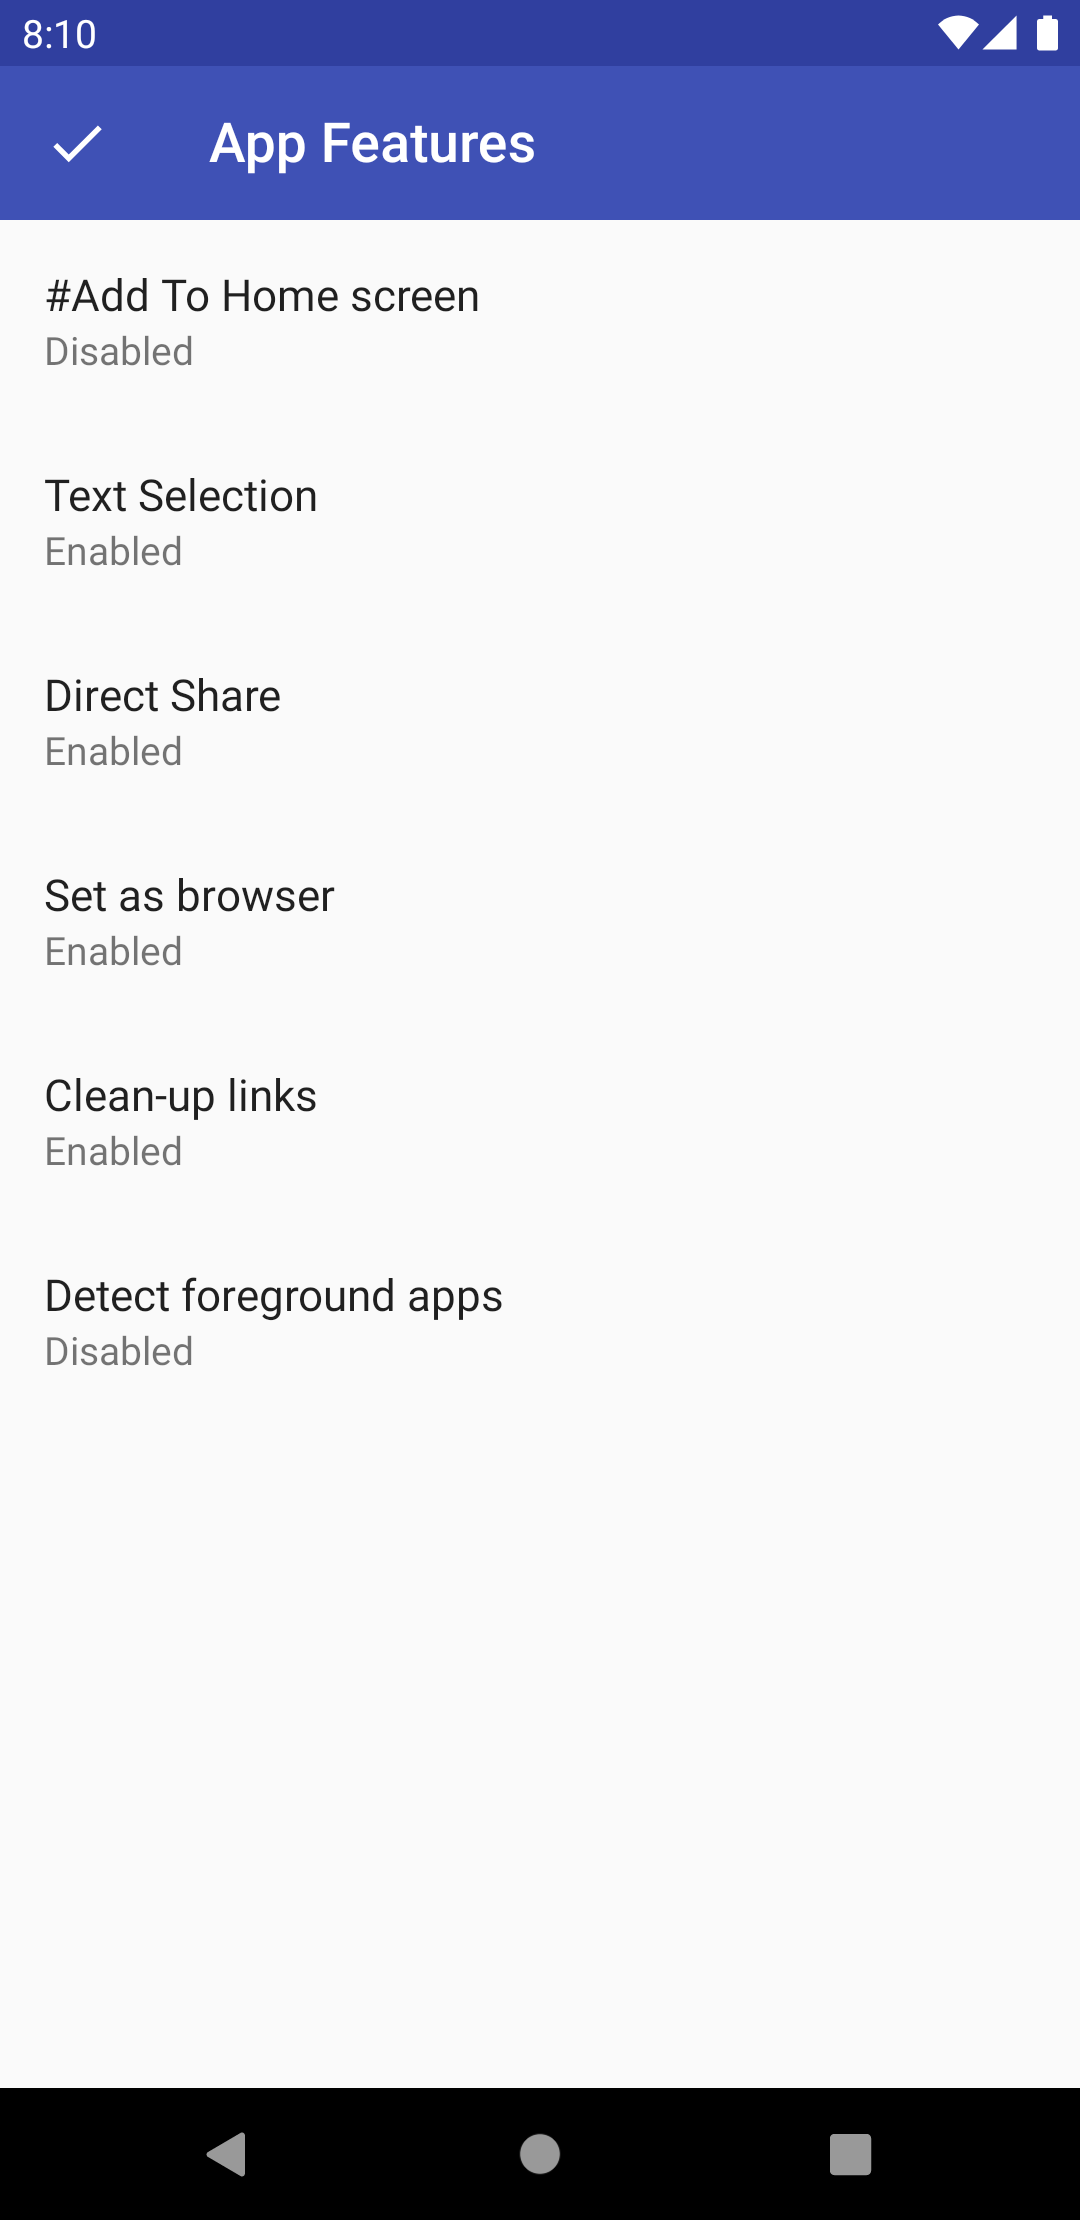 8:10
App Features
#Add To Home screen
Disabled
Text Selection
Enabled
Direct Share
Enabled
Set as browser
Enabled
Clean-up links
Enabled
Detect foreground apps
Disabled